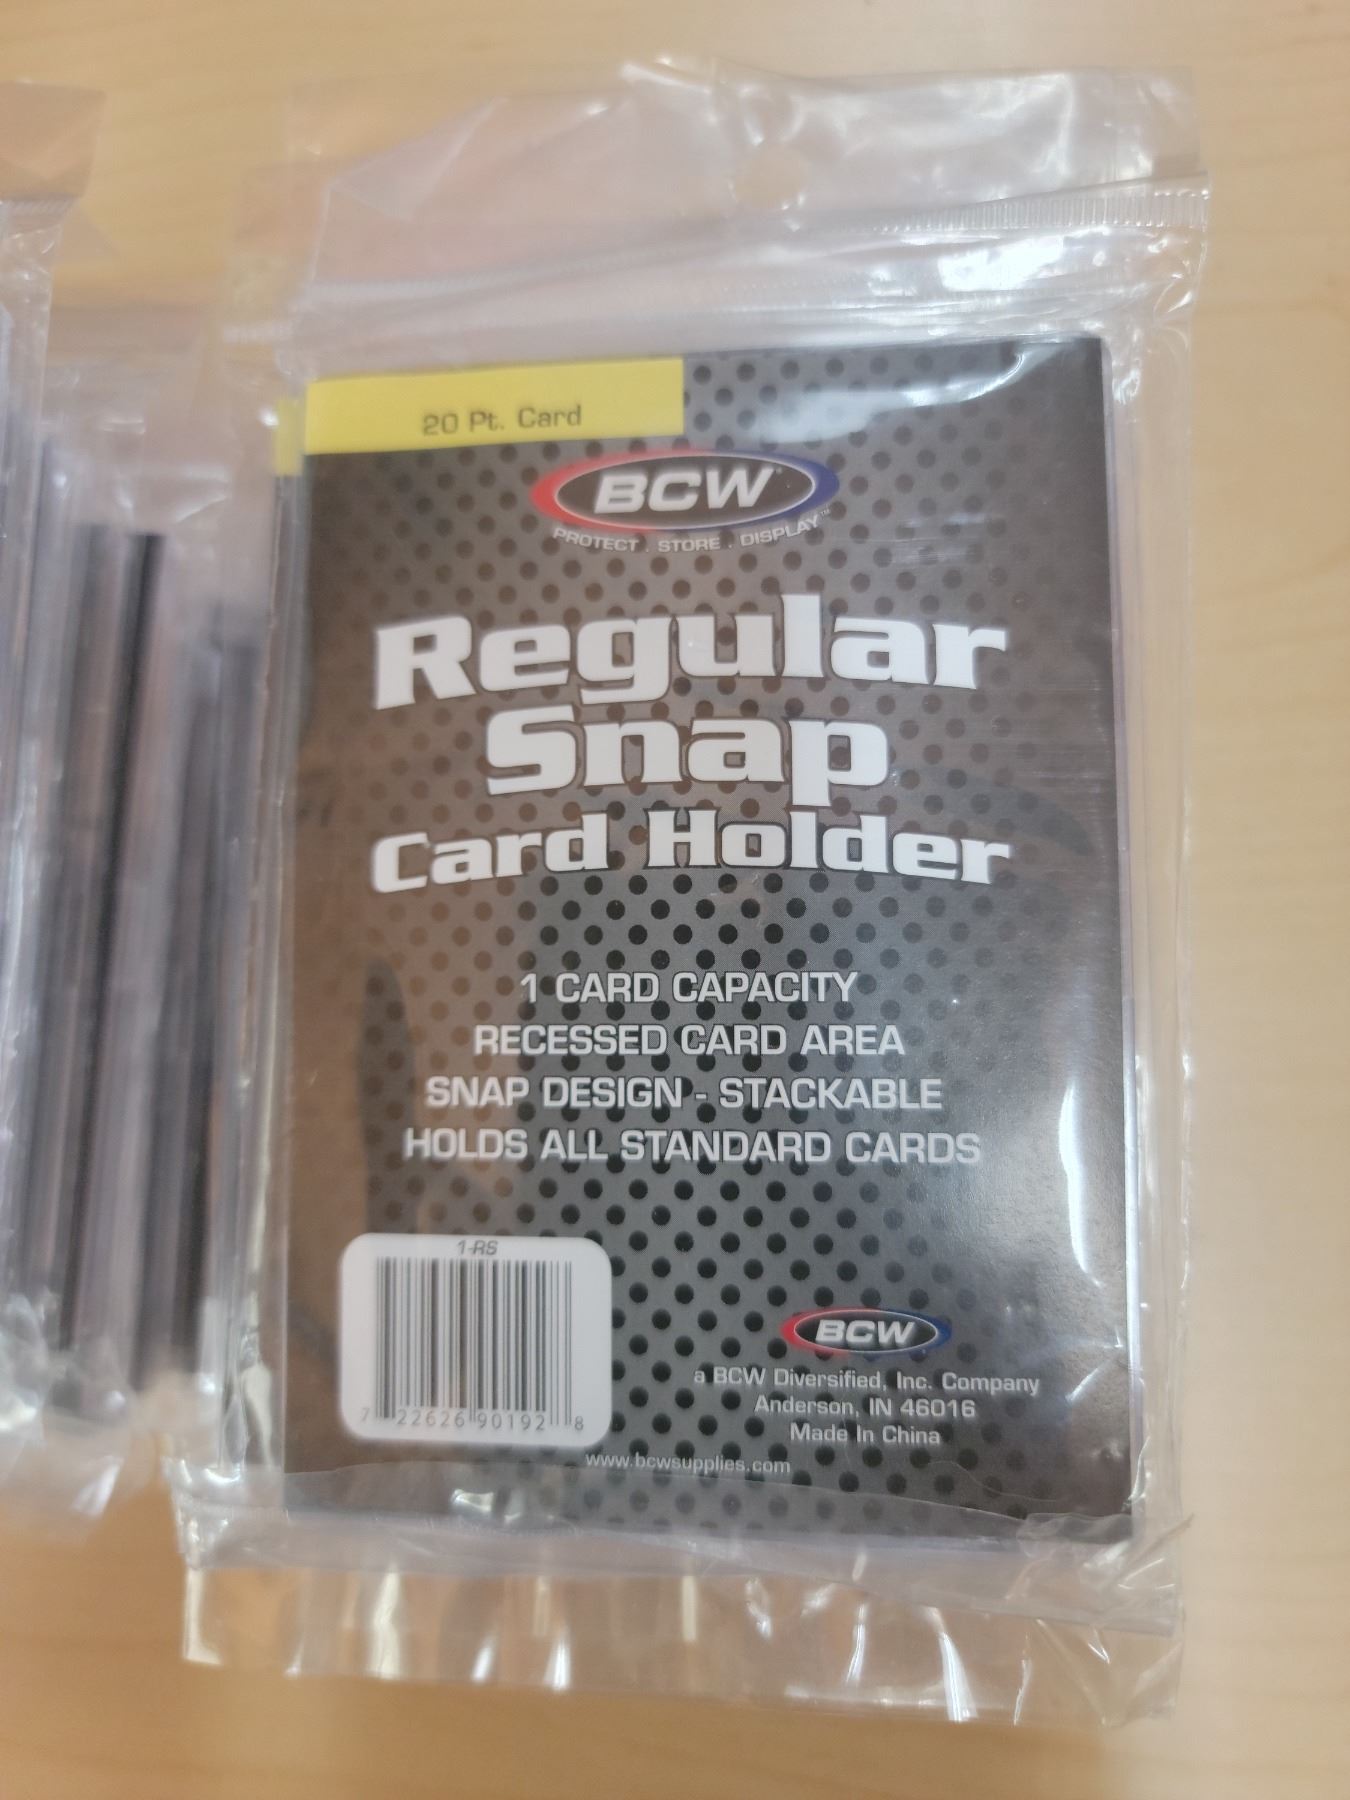 20 Pt. Card
BCW
PROTECT . STORE . DISPLAY™
Regular
Snap
Card Holder
1 CARD CAPACITY
RECESSED CARD AREA
SNAP DESIGN - STACKABLE
HOLDS ALL STANDARD CARDS
1-RS
7 22626 90192 8
BCW
a BCW Diversified, Inc. Company
Anderson, IN 46016
Made In China
www.bcwsupplies.com